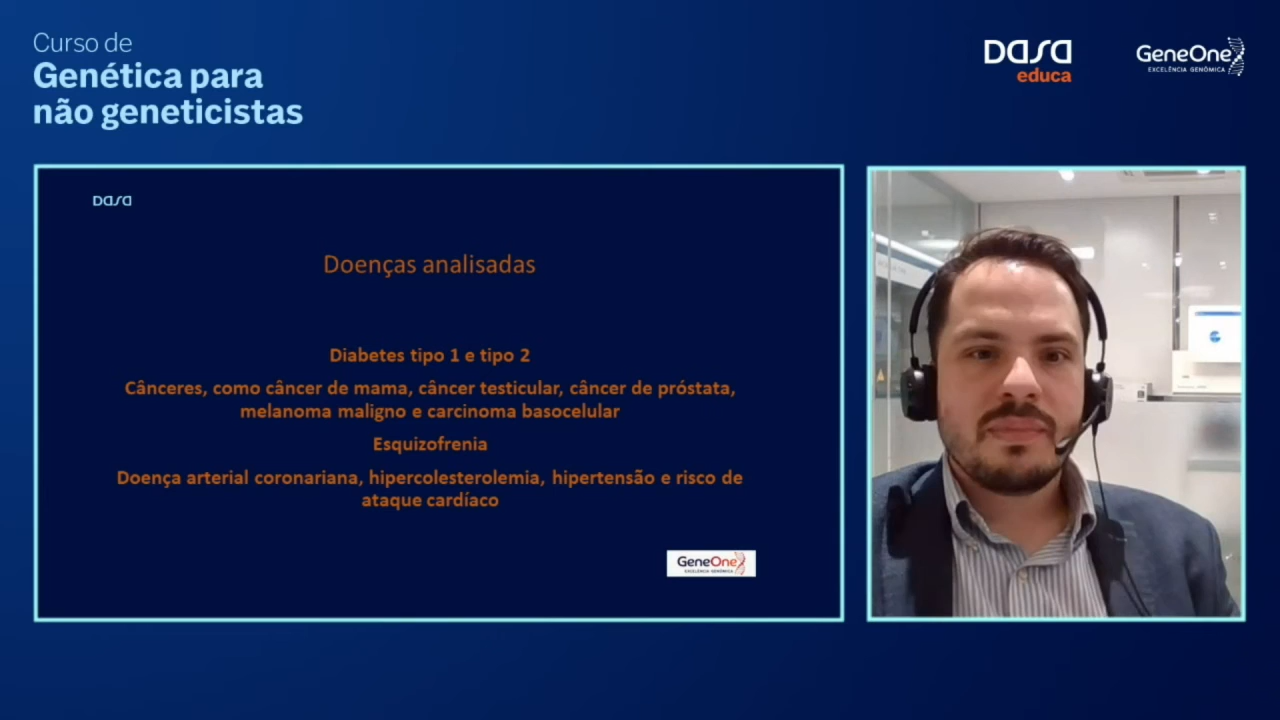 Curso de
Genética para
não geneticistas
Dasa
educa
GeneOne
EXCELÊNCIA GENÔMICA
Dasa
Doenças analisadas
Diabetes tipo 1 e tipo 2
Cânceres, como câncer de mama, câncer testicular, câncer de próstata,
melanoma maligno e carcinoma basocelular
Esquizofrenia
Doença arterial coronariana, hipercolesterolemia, hipertensão e risco de
ataque cardíaco
GeneOne
EXCELÊNCIA GENÔMICA